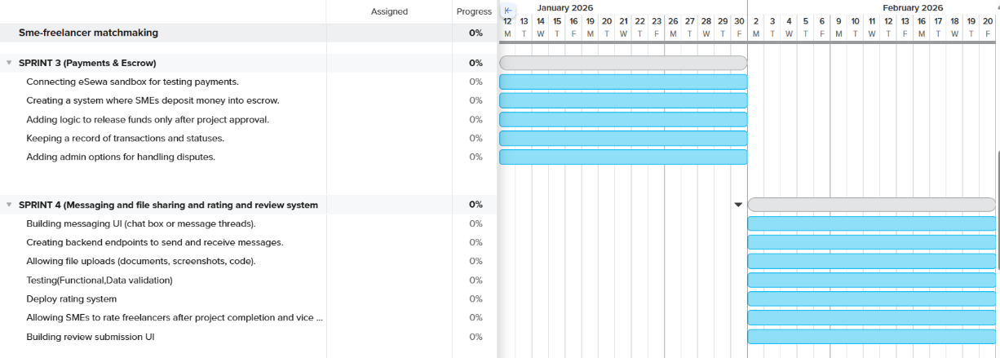 Assigned Progress January 2026 February 2026
12 13 14 15 16 19 20 21 22 23 26 27 28 29 30 2 3 4 5 6 9 10 11 12 13 16 17 18 19 20
Sme-freelancer matchmaking 0% M T W T F M T W T F M T W T F M T W T F M T W T F M T W T F
SPRINT 3 (Payments & Escrow) 0%
Connecting eSewa sandbox for testing payments. 0%
Creating a system where SMEs deposit money into escrow. 0%
Adding logic to release funds only after project approval. 0%
Keeping a record of transactions and statuses. 0%
Adding admin options for handling disputes. 0%
SPRINT 4 (Messaging and file sharing and rating and review system 0%
Building messaging UI (chat box or message threads). 0%
Creating backend endpoints to send and receive messages. 0%
Allowing file uploads (documents, screenshots, code). 0%
Testing(Functional,Data validation) 0%
Deploy rating system 0%
Allowing SMEs to rate freelancers after project completion and vice ... 0%
Building review submission UI 0%